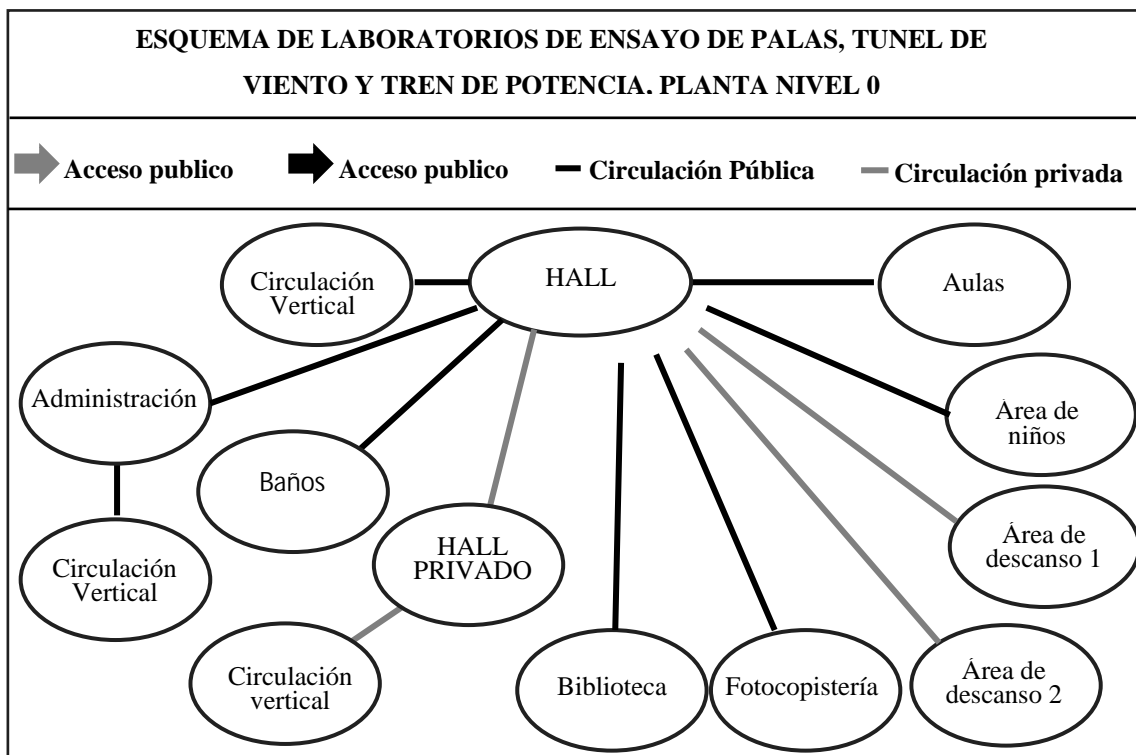 ESQUEMA DE LABORATORIOS DE ENSAYO DE PALAS, TUNEL DE
VIENTO Y TREN DE POTENCIA. PLANTA NIVEL 0
Acceso publico
Acceso publico
Circulación Pública
Circulación privada
Circulación
Vertical
HALL
Aulas
Administración
Área de
niños
Baños
HALL
PRIVADO
Área de
descanso 1
Circulación
Vertical
Circulación
vertical
Biblioteca
Fotocopistería
Área de
descanso 2